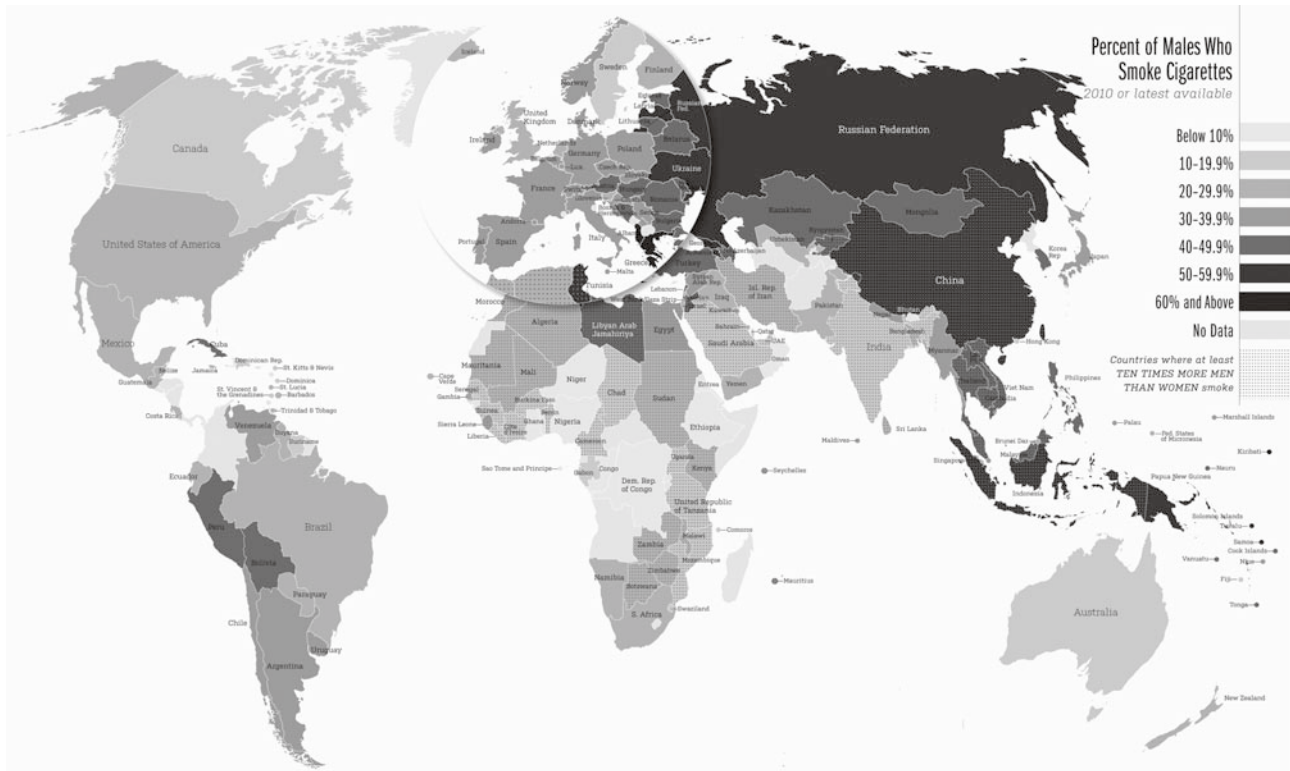 Percent of Males Who
Smoke Cigarettes
2010 or latest available
Below 10%
10-19.9%
20-29.9%
30-39.9%
40-49.9%
50-59.9%
60% and Above
No Data
Countries where at least
TEN TIMES MORE MEN
THAN WOMEN smoke
Canada
United States of America
Mexico
Guatemala
Belize
Cuba
Jamaica
Dominican Rep.
St. Kitts & Nevis
Dominica
St. Lucia
St. Vincent &
the Grenadines
Barbados
Trinidad & Tobago
Costa Rica
Venezuela
Guyana
Suriname
Ecuador
Peru
Brazil
Bolivia
Paraguay
Chile
Uruguay
Argentina
Iceland
Norway
Sweden
Finland
Russian
Fed.
Lithuania
United
Kingdom
Ireland
Denmark
Netherlands
Belarus
Germany
Poland
Lux.
Czech Rep.
Ukraine
France
Romania
Andorra
Portugal
Spain
Italy
Greece
Malta
Tunisia
Russian Federation
Kazakhstan
Mongolia
Uzbekistan
Azerbaijan
Turkey
China
Korea
Rep.
Japan
Lebanon
Iraq
Isl. Rep.
of Iran
Kuwait
Pakistan
Nepal
Bhutan
Bangladesh
India
Myanmar
Hong Kong
Bahrain
Qatar
UAE
Saudi Arabia
Oman
Yemen
Morocco
Algeria
Libyan Arab
Jamahiriya
Egypt
Mauritania
Mali
Niger
Chad
Sudan
Eritrea
Cape
Verde
Senegal
Gambia
Guinea
Burkina Faso
Benin
Ghana
Sierra Leone
Liberia
Nigeria
Cameroon
Ethiopia
Sao Tome and Principe
Gabon
Congo
Dem. Rep.
of Congo
Uganda
Kenya
United Republic
of Tanzania
Seychelles
Comoros
Malawi
Zambia
Mozambique
Zimbabwe
Namibia
Botswana
Swaziland
S. Africa
Mauritius
Maldives
Sri Lanka
Thailand
Viet Nam
Cambodia
Philippines
Brunei Dar.
Malaysia
Singapore
Indonesia
Papua New Guinea
Palau
Fed. States
of Micronesia
Marshall Islands
Kiribati
Nauru
Solomon Islands
Tuvalu
Samoa
Cook Islands
Vanuatu
Niue
Fiji
Tonga
Australia
New Zealand